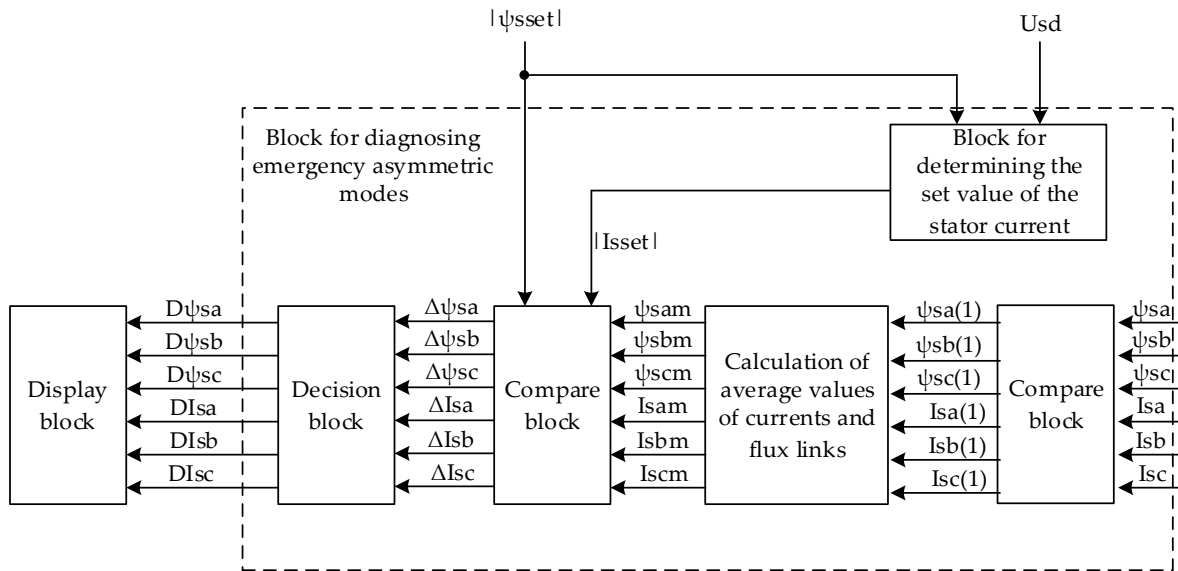 |ψsset|
Usd
Block for diagnosing
emergency asymmetric
modes
Block for
determining the
set value of the
stator current
|Isset|
Display
block
Dψsa
Dψsb
Dψsc
DIsa
DIsb
DIsc
Decision
block
Δψsa
Δψsb
Δψsc
ΔIsa
ΔIsb
ΔIsc
Compare
block
ψsam
ψsbm
ψscm
Isam
Isbm
Iscm
Calculation of
average values
of currents and
flux links
ψsa(1)
ψsb(1)
ψsc(1)
Isa(1)
Isb(1)
Isc(1)
Compare
block
ψsa
ψsb
ψsc
Isa
Isb
Isc